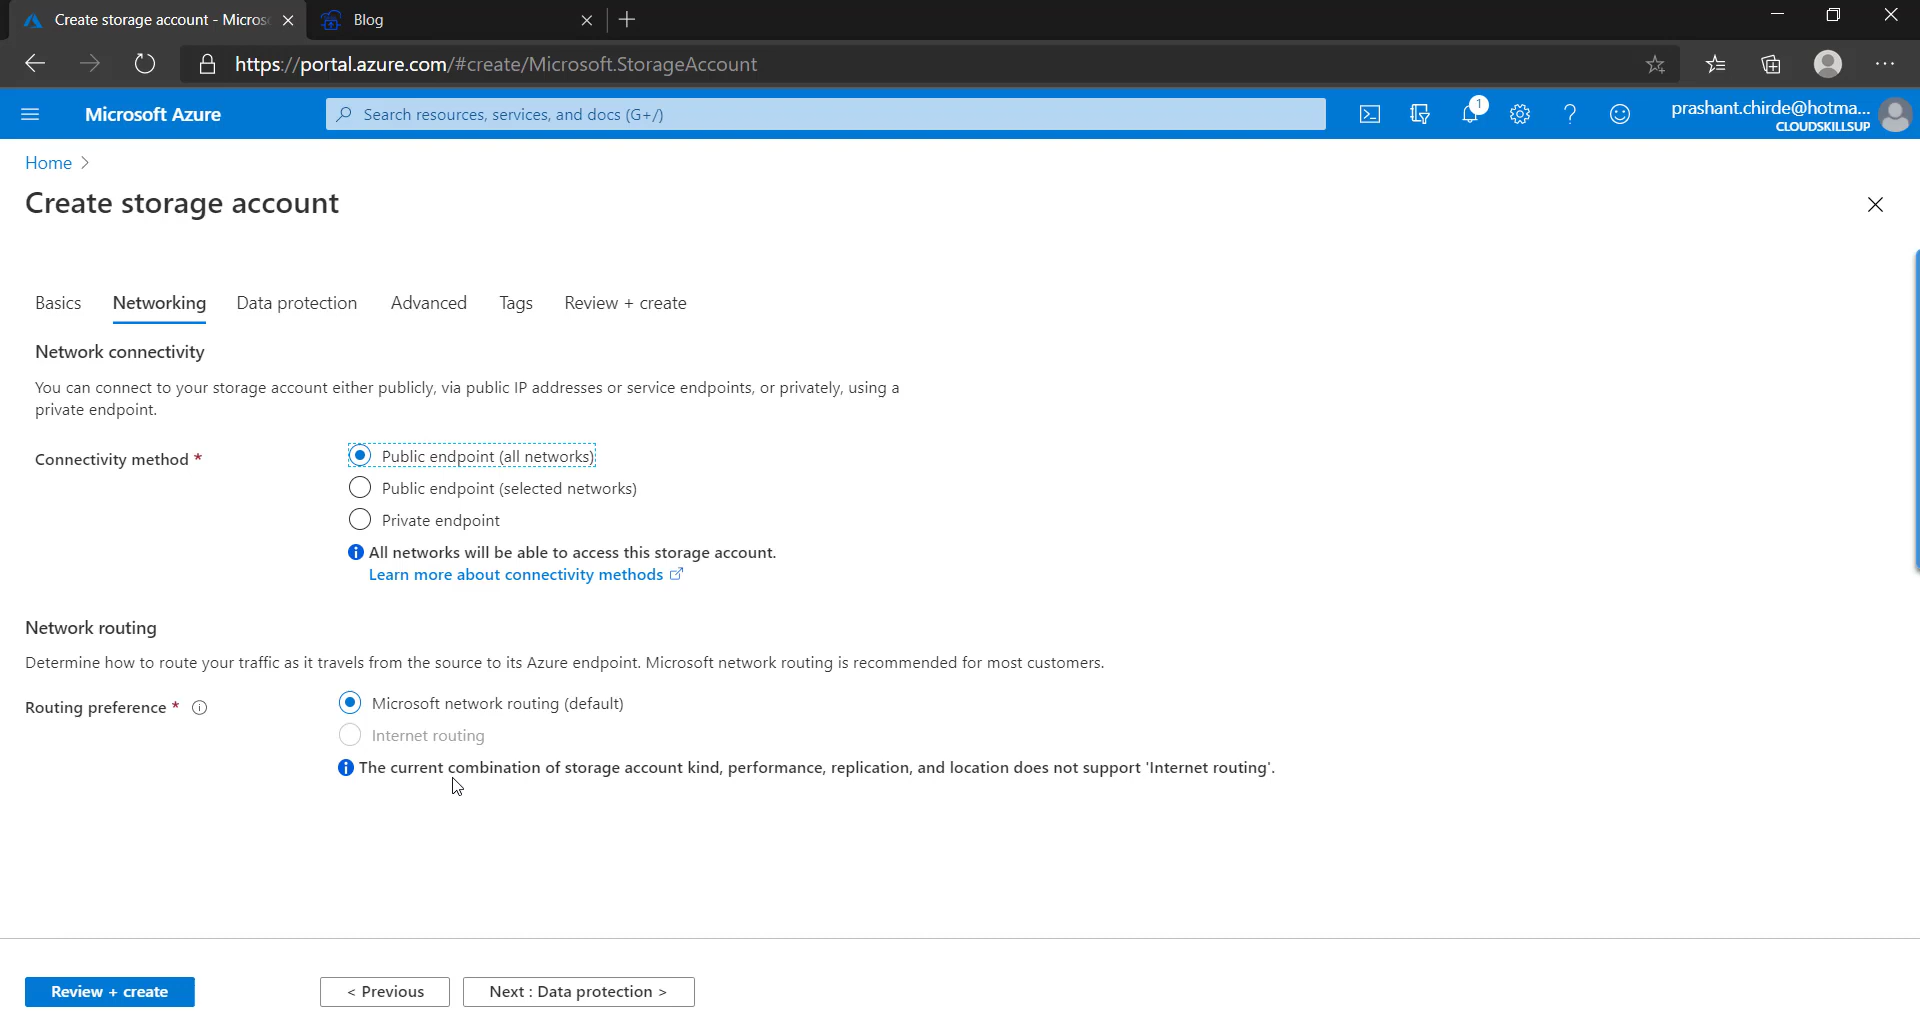 Create storage account - Micros
Blog
https://portal.azure.com/#create/Microsoft.StorageAccount
Microsoft Azure
Search resources, services, and docs (G+/)
1
prashant.chirde@hotma...
CLOUDSKILLSUP
Home >
Create storage account
Basics Networking Data protection Advanced Tags Review + create
Network connectivity
You can connect to your storage account either publicly, via public IP addresses or service endpoints, or privately, using a
private endpoint.
Connectivity method *
Public endpoint (all networks)
Public endpoint (selected networks)
Private endpoint
All networks will be able to access this storage account.
Learn more about connectivity methods
Network routing
Determine how to route your traffic as it travels from the source to its Azure endpoint. Microsoft network routing is recommended for most customers.
Routing preference *
Microsoft network routing (default)
Internet routing
The current combination of storage account kind, performance, replication, and location does not support 'Internet routing'.
Review + create
< Previous
Next : Data protection >